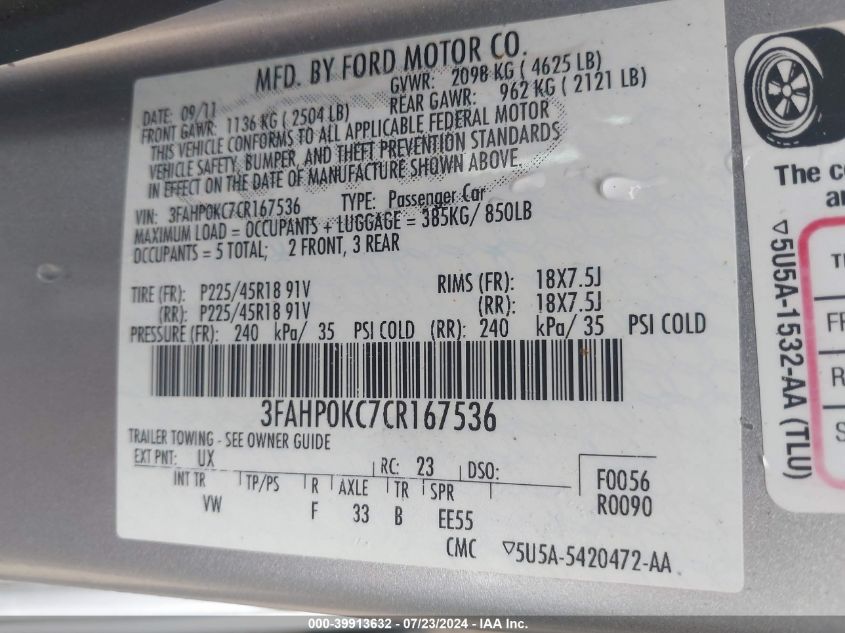 MFD. BY FORD MOTOR CO.
DATE: 09/11 GVWR: 2098 KG ( 4625 LB)
FRONT GAWR: 1136 KG ( 2504 LB) REAR GAWR: 962 KG ( 2121 LB)
THIS VEHICLE CONFORMS TO ALL APPLICABLE FEDERAL MOTOR
VEHICLE SAFETY, BUMPER, AND THEFT PREVENTION STANDARDS
IN EFFECT ON THE DATE OF MANUFACTURE SHOWN ABOVE.
VIN: 3FAHP0KC7CR167536 TYPE: Passenger Car
MAXIMUM LOAD = OCCUPANTS + LUGGAGE = 385KG/ 850LB
OCCUPANTS = 5 TOTAL; 2 FRONT, 3 REAR
TIRE (FR): P225/45R18 91V RIMS (FR): 18X7.5J
(RR): P225/45R18 91V (RR): 18X7.5J
PRESSURE (FR): 240 kPa/ 35 PSI COLD (RR): 240 kPa/ 35 PSI COLD
3FAHP0KC7CR167536
TRAILER TOWING - SEE OWNER GUIDE
EXT PNT: UX RC: 23 DSO:
INT TR TP/PS R AXLE TR SPR
VW F 33 B EE55
F0056
R0090
CMC ▽5U5A-5420472-AA
The co
an
▽5U5A-1532-AA (TLU)
TI
FR
R
S
000-39913632 - 07/23/2024 - IAA Inc.